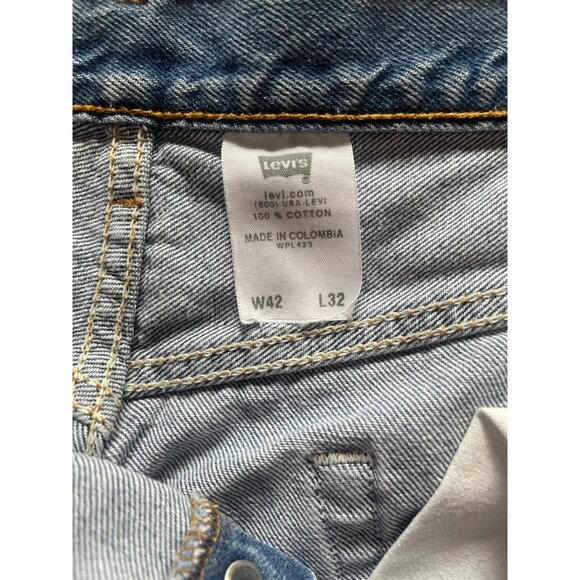 LEVI'S
®
levi.com
(800) USA-LEVI
100 % COTTON
MADE IN COLOMBIA
WPL423
W42 L32